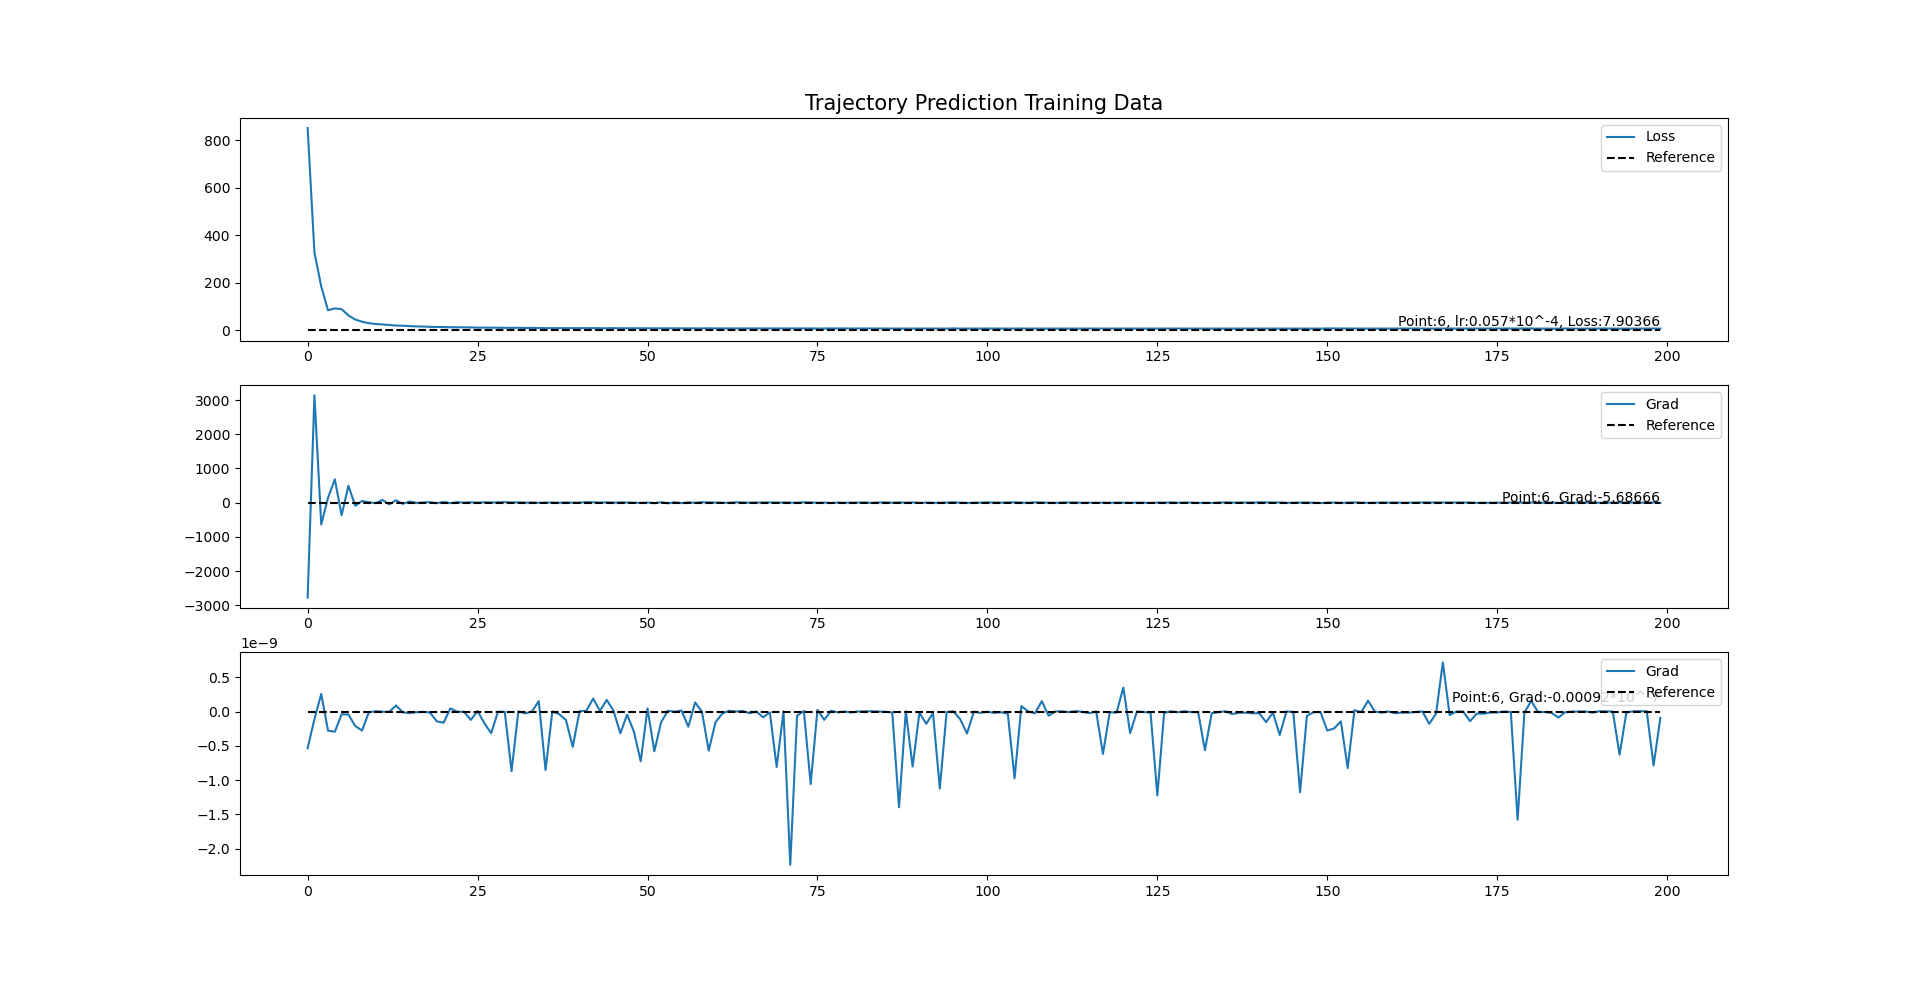 Trajectory Prediction Training Data
800
600
400
200
0
Loss
Reference
Point:6, lr:0.057*10^-4, Loss:7.90366
0 25 50 75 100 125 150 175 200
3000
2000
1000
0
−1000
−2000
−3000
Grad
Reference
Point:6, Grad:-5.68666
0 25 50 75 100 125 150 175 200
1e−9
0.5
0.0
−0.5
−1.0
−1.5
−2.0
Grad
Reference
Point:6, Grad:-0.00092*10^
0 25 50 75 100 125 150 175 200